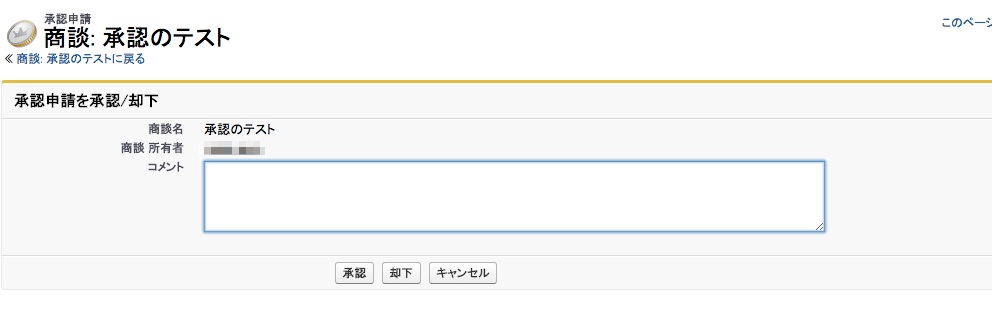 承認申請
商談: 承認のテスト
このページ
≪ 商談: 承認のテストに戻る
承認申請を承認/却下
商談名 承認のテスト
商談 所有者
コメント
承認 却下 キャンセル